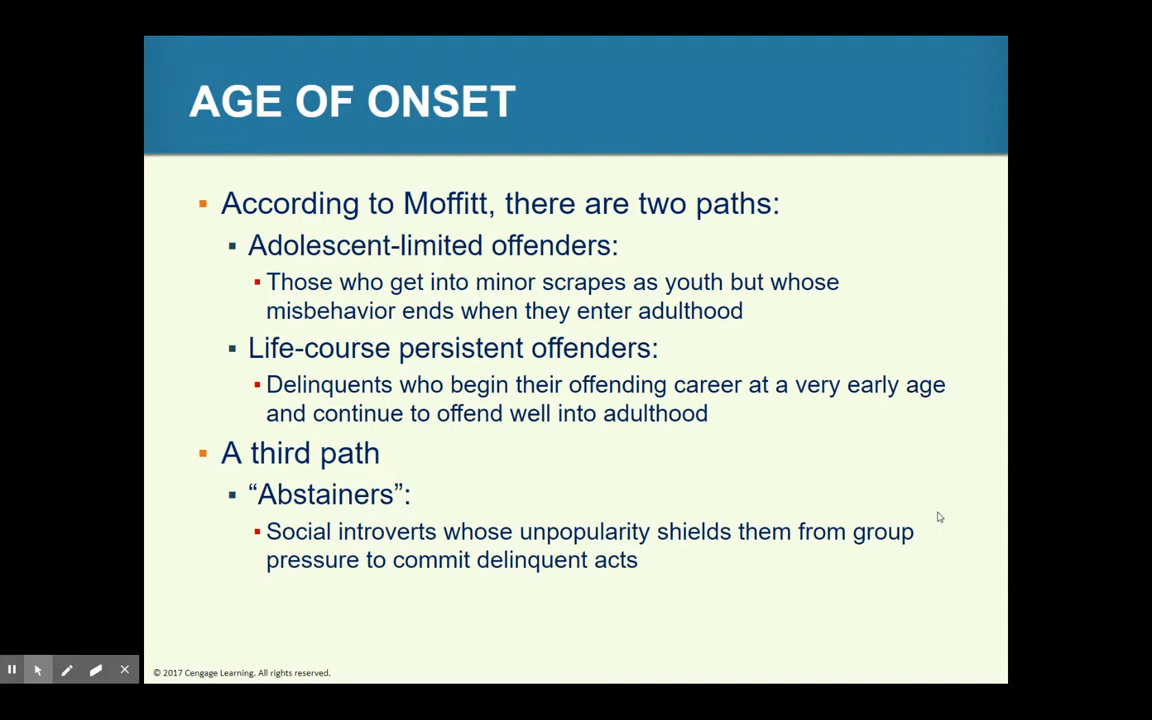 AGE OF ONSET
▪ According to Moffitt, there are two paths:
▪ Adolescent-limited offenders:
▪ Those who get into minor scrapes as youth but whose
misbehavior ends when they enter adulthood
▪ Life-course persistent offenders:
▪ Delinquents who begin their offending career at a very early age
and continue to offend well into adulthood
▪ A third path
▪ “Abstainers”:
▪ Social introverts whose unpopularity shields them from group
pressure to commit delinquent acts
© 2017 Cengage Learning. All rights reserved.